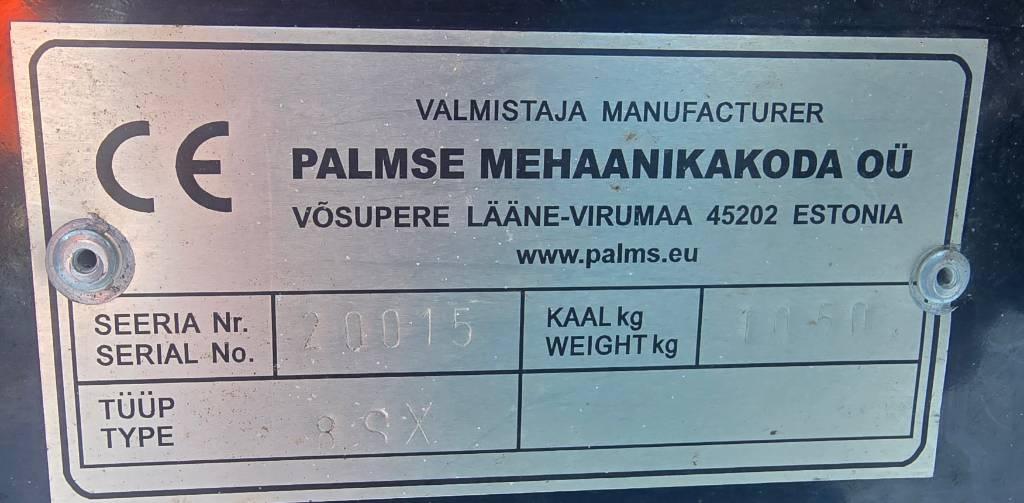 CE
VALMISTAJA MANUFACTURER
PALMSE MEHAANIKAKODA OÜ
VÕSUPERE LÄÄNE-VIRUMAA 45202 ESTONIA
www.palms.eu
SEERIA Nr.
SERIAL No.
20015
KAAL kg
WEIGHT kg
TÜÜP
TYPE